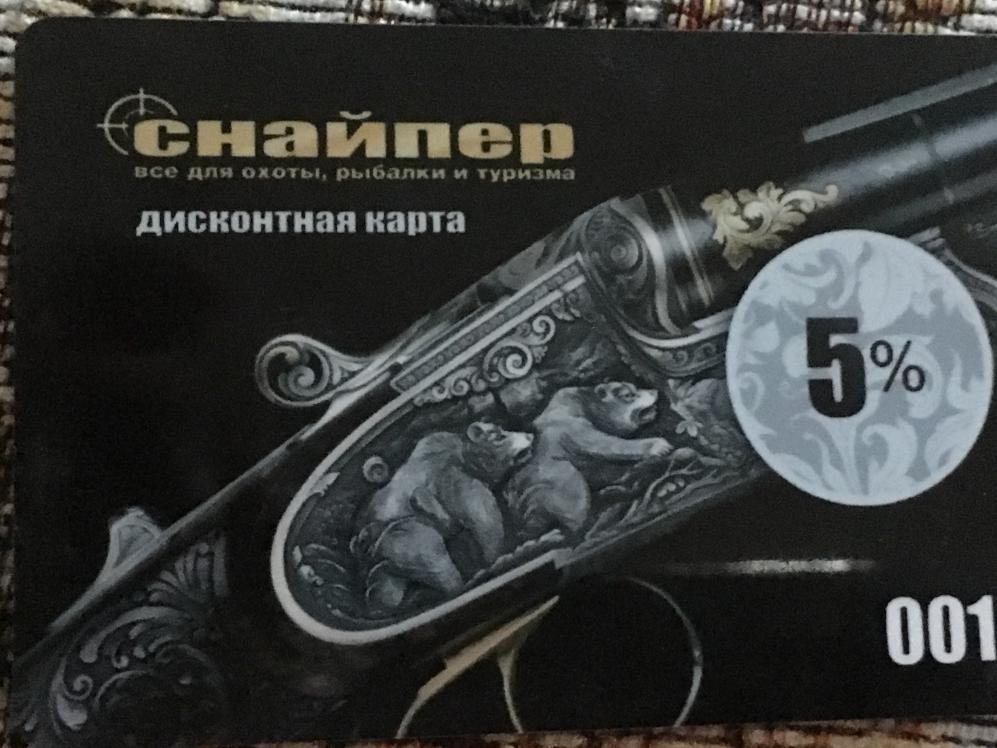 снайпер
все для охоты, рыбалки и туризма
дисконтная карта
5%
001